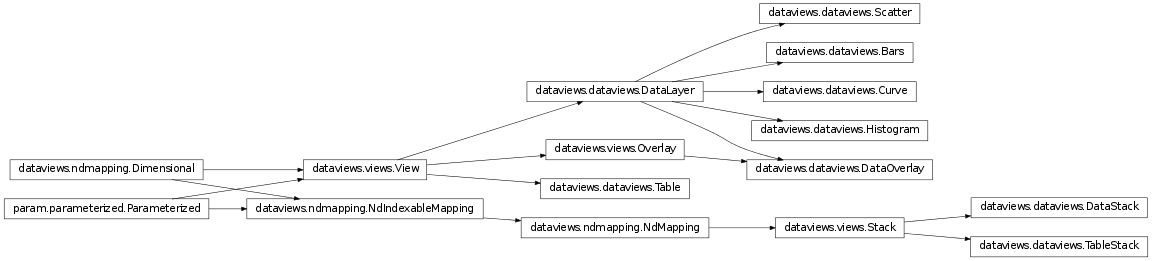 dataviews.dataviews.Scatter
dataviews.dataviews.Bars
dataviews.dataviews.DataLayer
dataviews.dataviews.Curve
dataviews.dataviews.Histogram
dataviews.views.Overlay
dataviews.ndmapping.Dimensional
dataviews.views.View
dataviews.dataviews.DataOverlay
dataviews.dataviews.Table
param.parameterized.Parameterized
dataviews.ndmapping.NdIndexableMapping
dataviews.dataviews.DataStack
dataviews.ndmapping.NdMapping
dataviews.views.Stack
dataviews.dataviews.TableStack